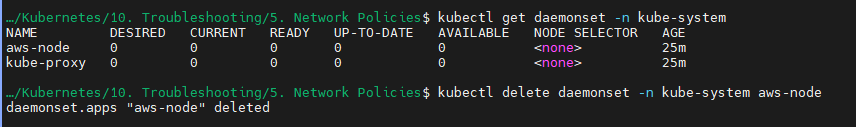 …/Kubernetes/10. Troubleshooting/5. Network Policies$ kubectl get daemonset -n kube-system
NAME DESIRED CURRENT READY UP-TO-DATE AVAILABLE NODE SELECTOR AGE
aws-node 0 0 0 0 0 <none> 25m
kube-proxy 0 0 0 0 0 <none> 25m
…/Kubernetes/10. Troubleshooting/5. Network Policies$ kubectl delete daemonset -n kube-system aws-node
daemonset.apps "aws-node" deleted